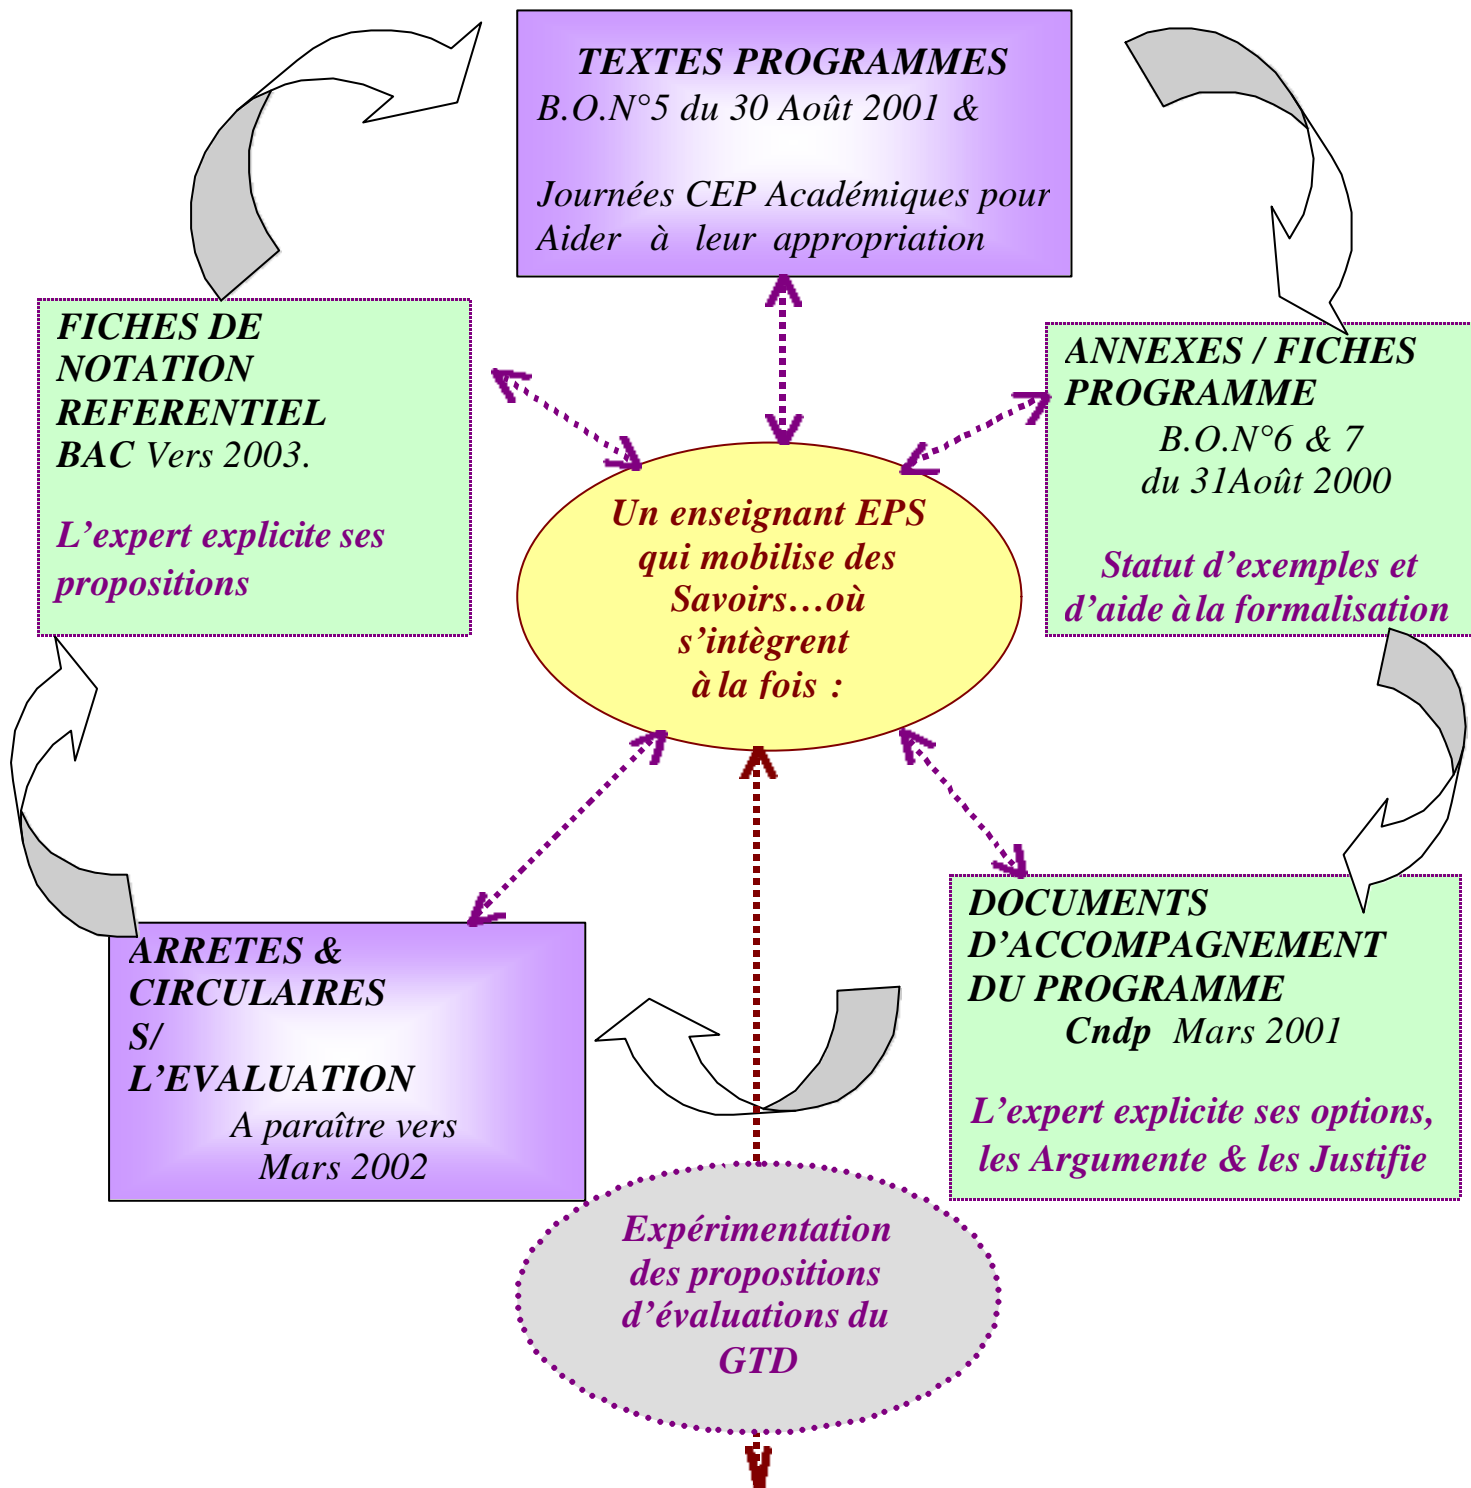 TEXTES PROGRAMMES
B.O.N°5 du 30 Août 2001 &
Journées CEP Académiques pour
Aider à leur appropriation
FICHES DE
NOTATION
REFERENTIEL
BAC Vers 2003.
L’expert explicite ses
propositions
ANNEXES / FICHES
PROGRAMME
B.O.N°6 & 7
du 31Août 2000
Statut d’exemples et
d’aide à la formalisation
Un enseignant EPS
qui mobilise des
Savoirs…où
s’intègrent
à la fois :
ARRETES &
CIRCULAIRES
S/
L’EVALUATION
A paraître vers
Mars 2002
DOCUMENTS
D’ACCOMPAGNEMENT
DU PROGRAMME
Cndp Mars 2001
L’expert explicite ses options,
les Argumente & les Justifie
Expérimentation
des propositions
d’évaluations du
GTD